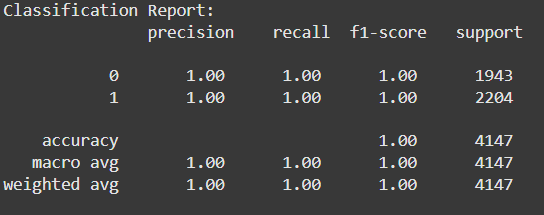 Classification Report:
precision recall f1-score support
0 1.00 1.00 1.00 1943
1 1.00 1.00 1.00 2204
accuracy 1.00 4147
macro avg 1.00 1.00 1.00 4147
weighted avg 1.00 1.00 1.00 4147